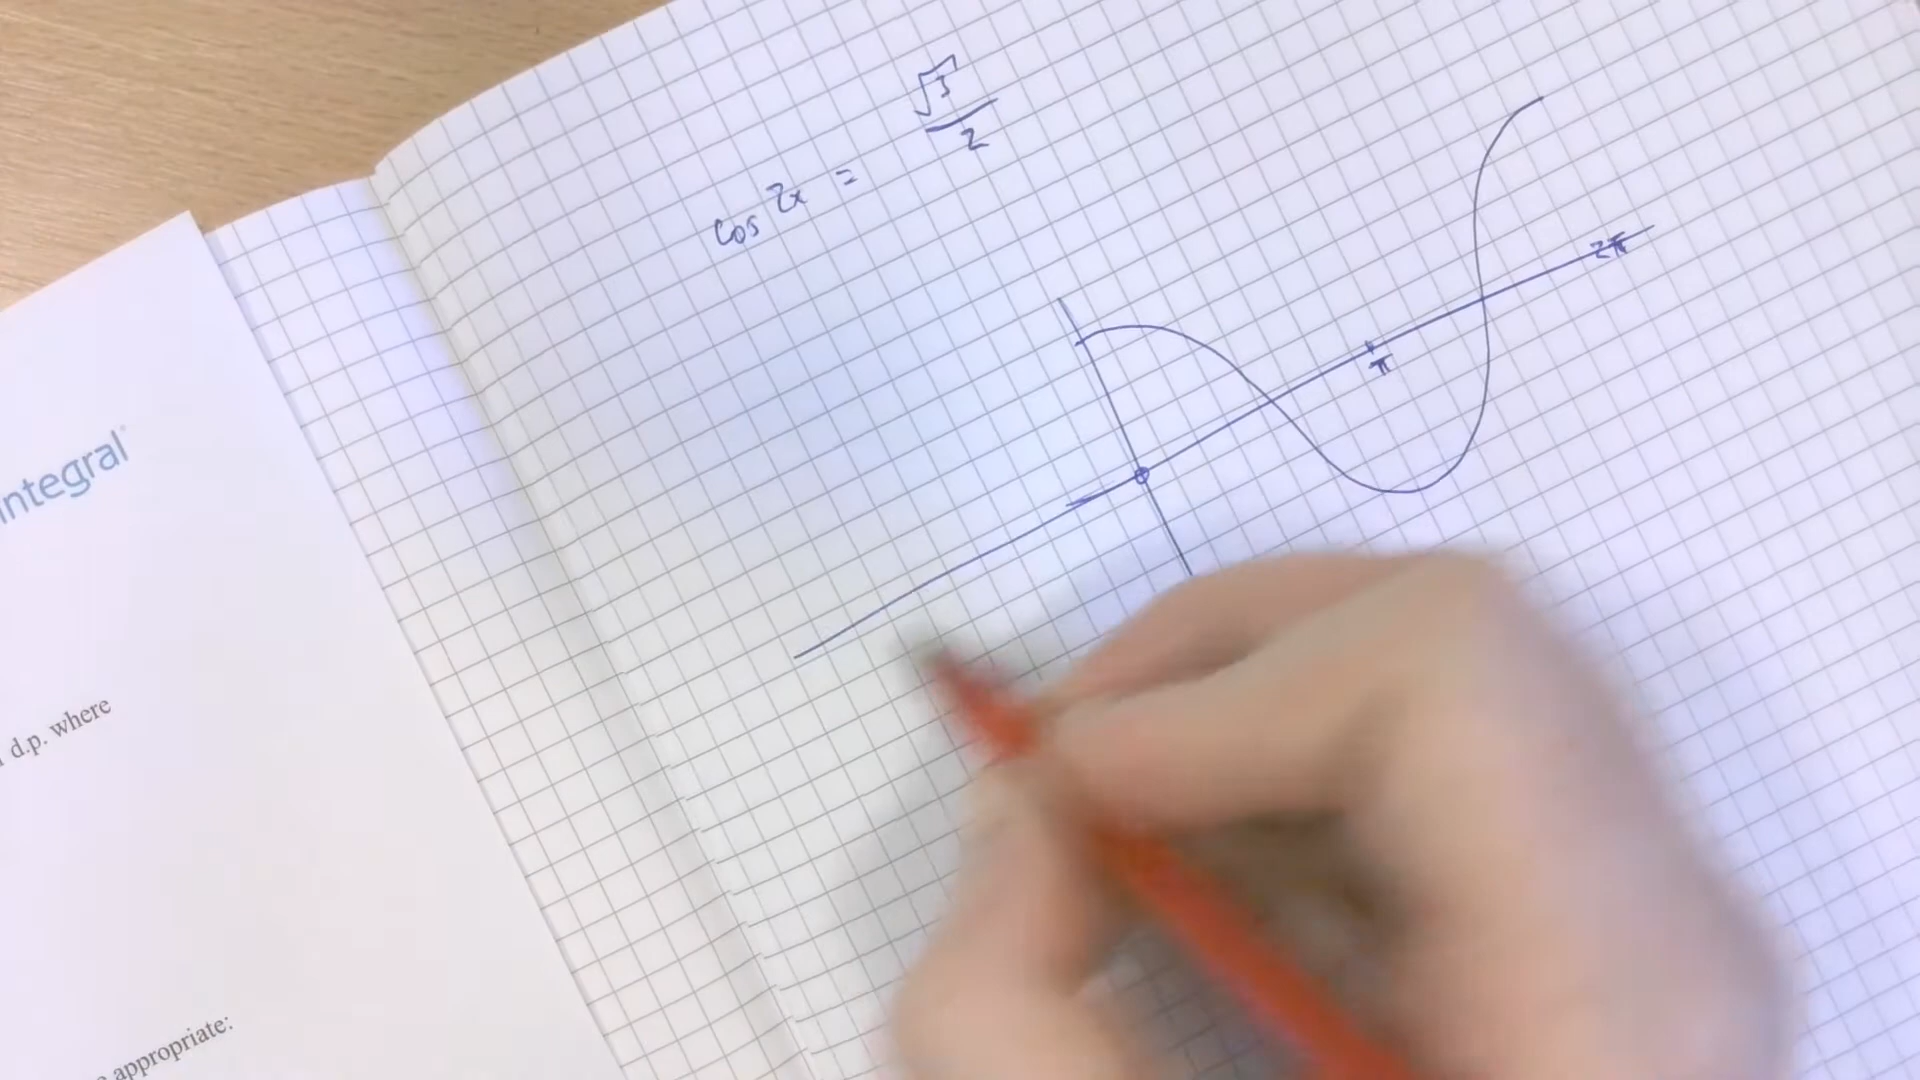 cos 2x = √3/2
2π
π
integral
d.p. where
appropriate: